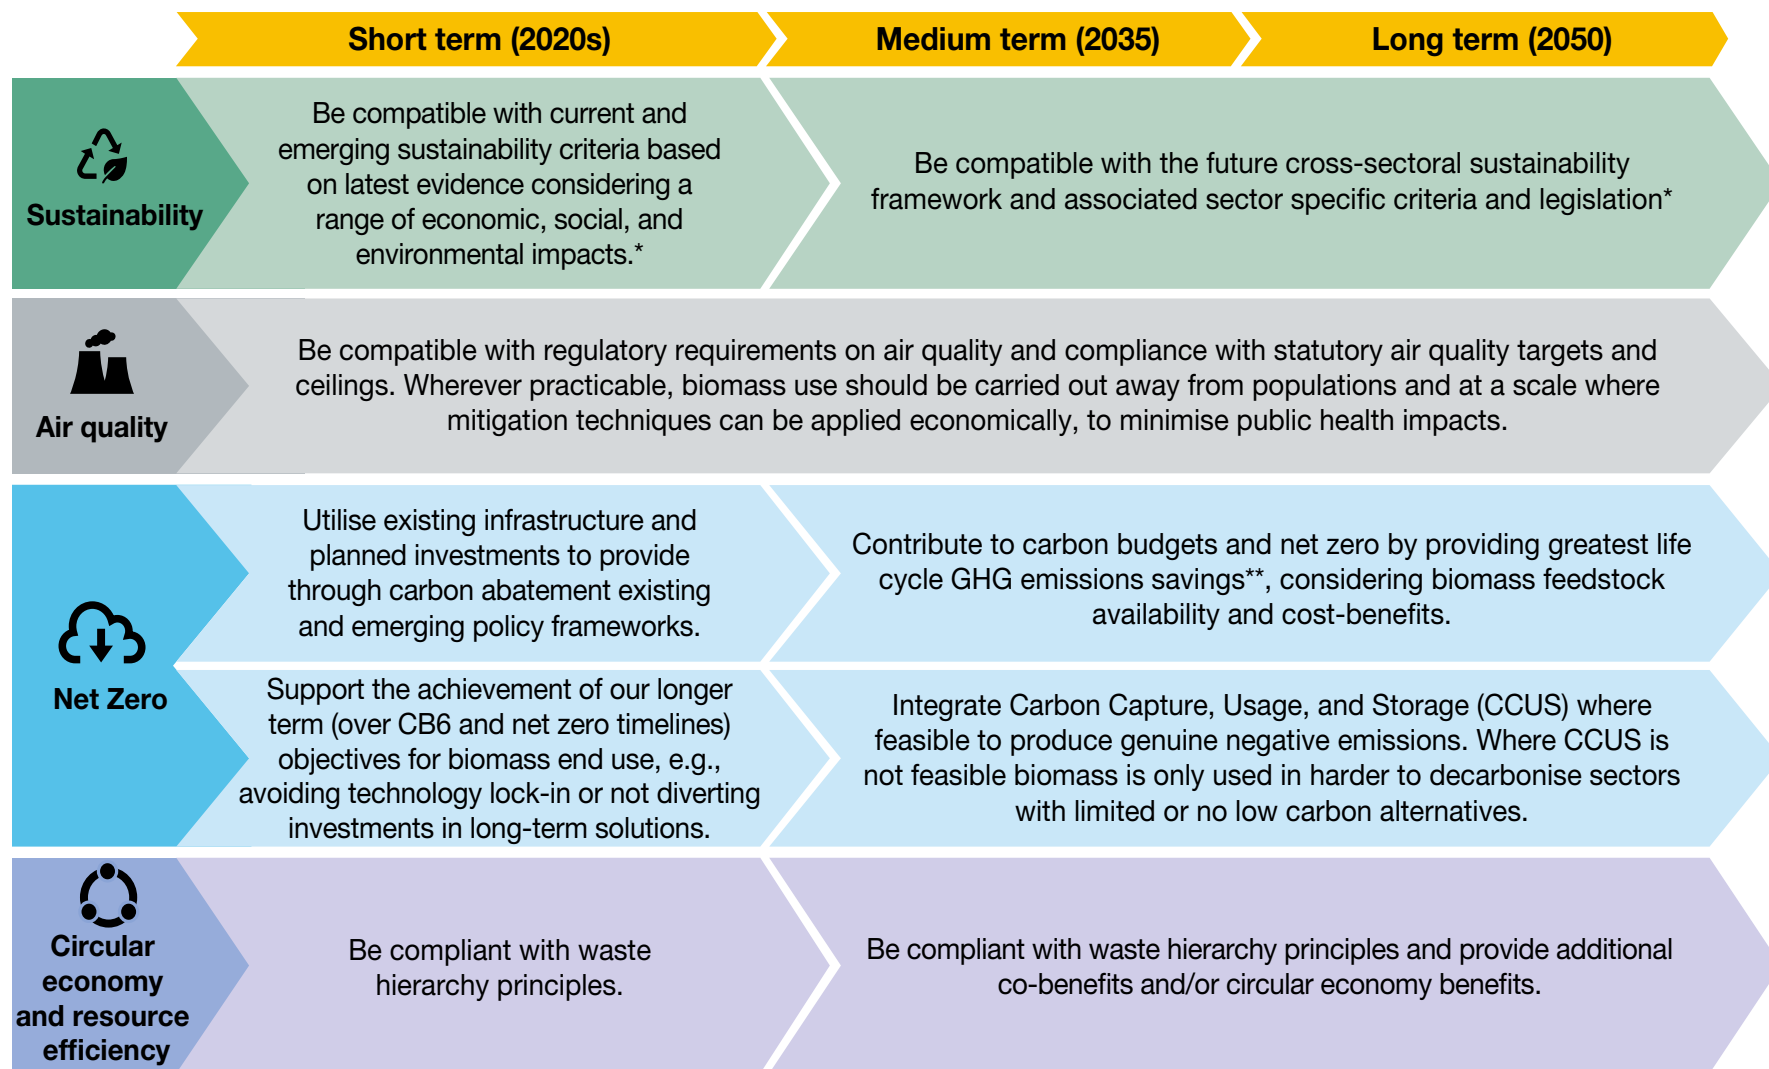 Short term (2020s)
Medium term (2035)
Long term (2050)
Sustainability
Be compatible with current and
emerging sustainability criteria based
on latest evidence considering a
range of economic, social, and
environmental impacts.*
Be compatible with the future cross-sectoral sustainability
framework and associated sector specific criteria and legislation*
Air quality
Be compatible with regulatory requirements on air quality and compliance with statutory air quality targets and
ceilings. Wherever practicable, biomass use should be carried out away from populations and at a scale where
mitigation techniques can be applied economically, to minimise public health impacts.
Net Zero
Utilise existing infrastructure and
planned investments to provide
through carbon abatement existing
and emerging policy frameworks.
Contribute to carbon budgets and net zero by providing greatest life
cycle GHG emissions savings**, considering biomass feedstock
availability and cost-benefits.
Support the achievement of our longer
term (over CB6 and net zero timelines)
objectives for biomass end use, e.g.,
avoiding technology lock-in or not diverting
investments in long-term solutions.
Integrate Carbon Capture, Usage, and Storage (CCUS) where
feasible to produce genuine negative emissions. Where CCUS is
not feasible biomass is only used in harder to decarbonise sectors
with limited or no low carbon alternatives.
Circular
economy
and resource
efficiency
Be compliant with waste
hierarchy principles.
Be compliant with waste hierarchy principles and provide additional
co-benefits and/or circular economy benefits.